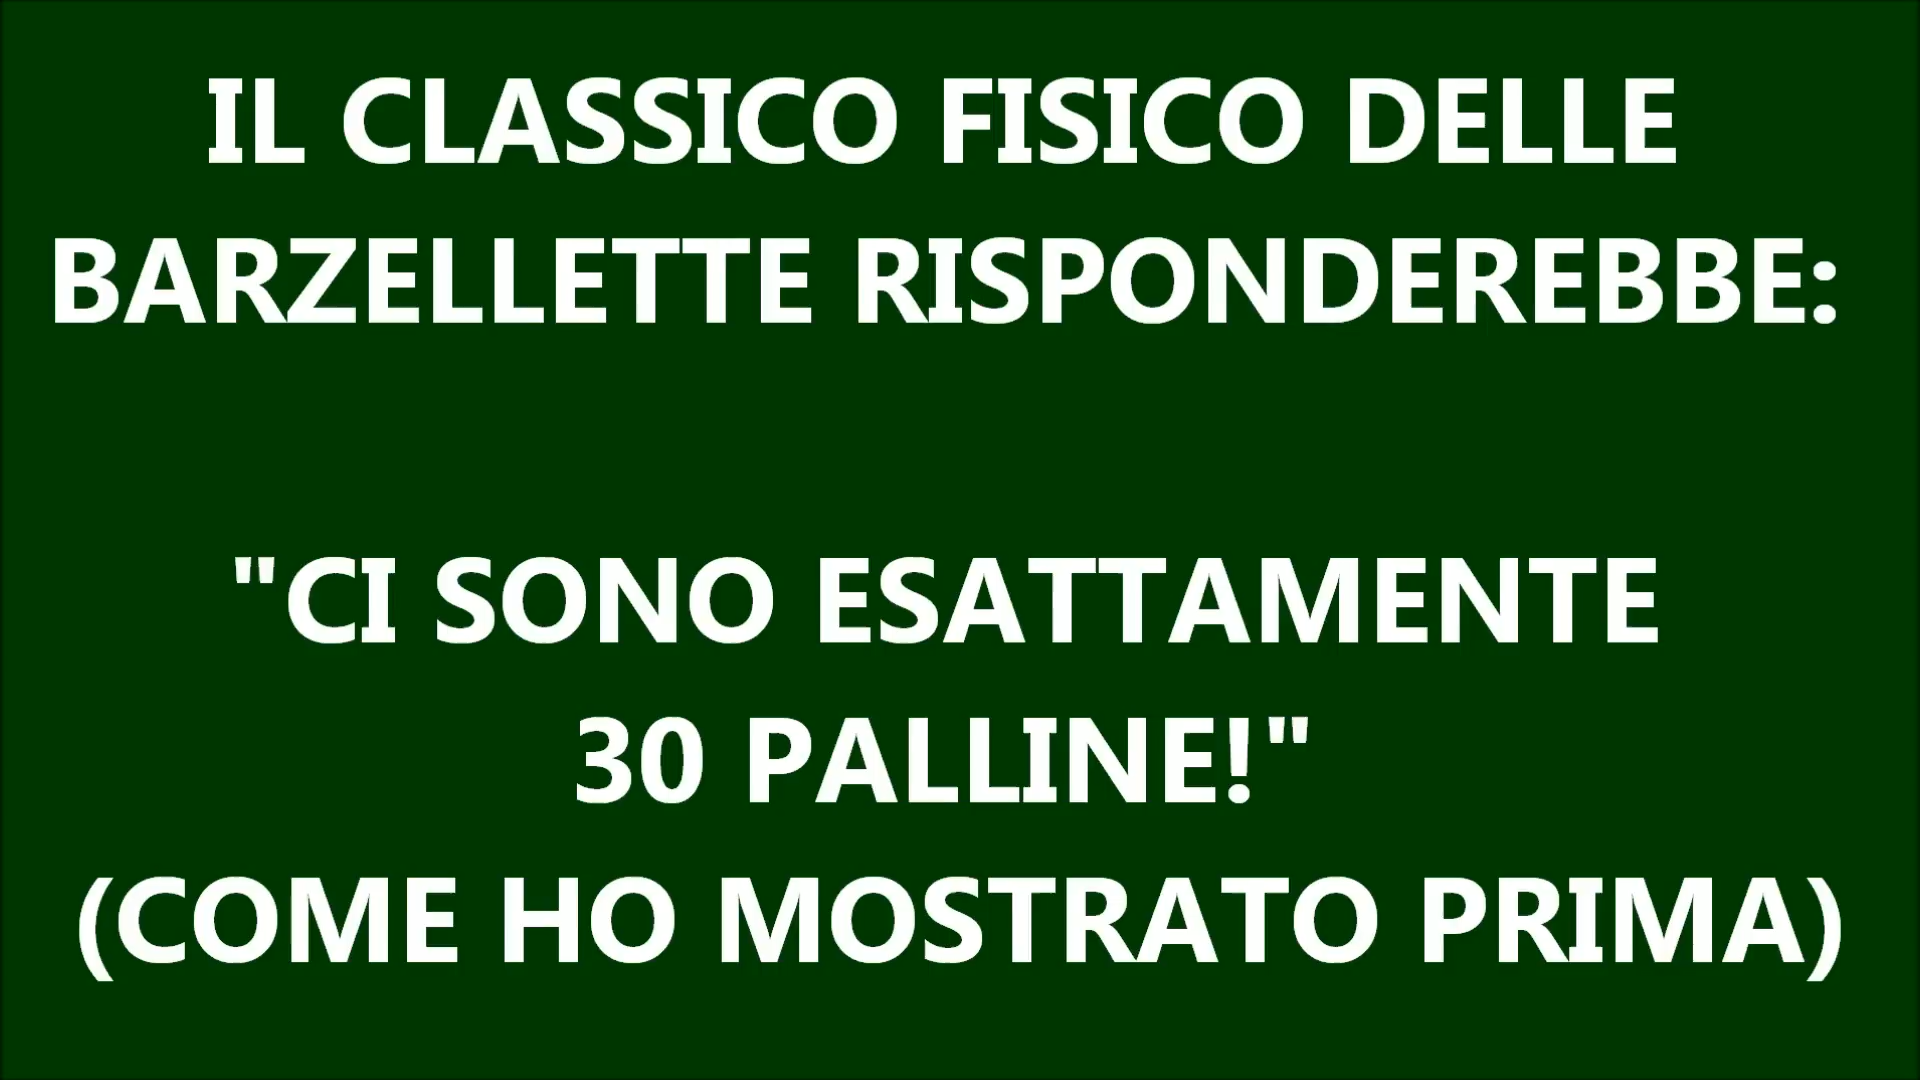 IL CLASSICO FISICO DELLE
BARZELLETTE RISPONDEREBBE:
"CI SONO ESATTAMENTE
30 PALLINE!"
(COME HO MOSTRATO PRIMA)